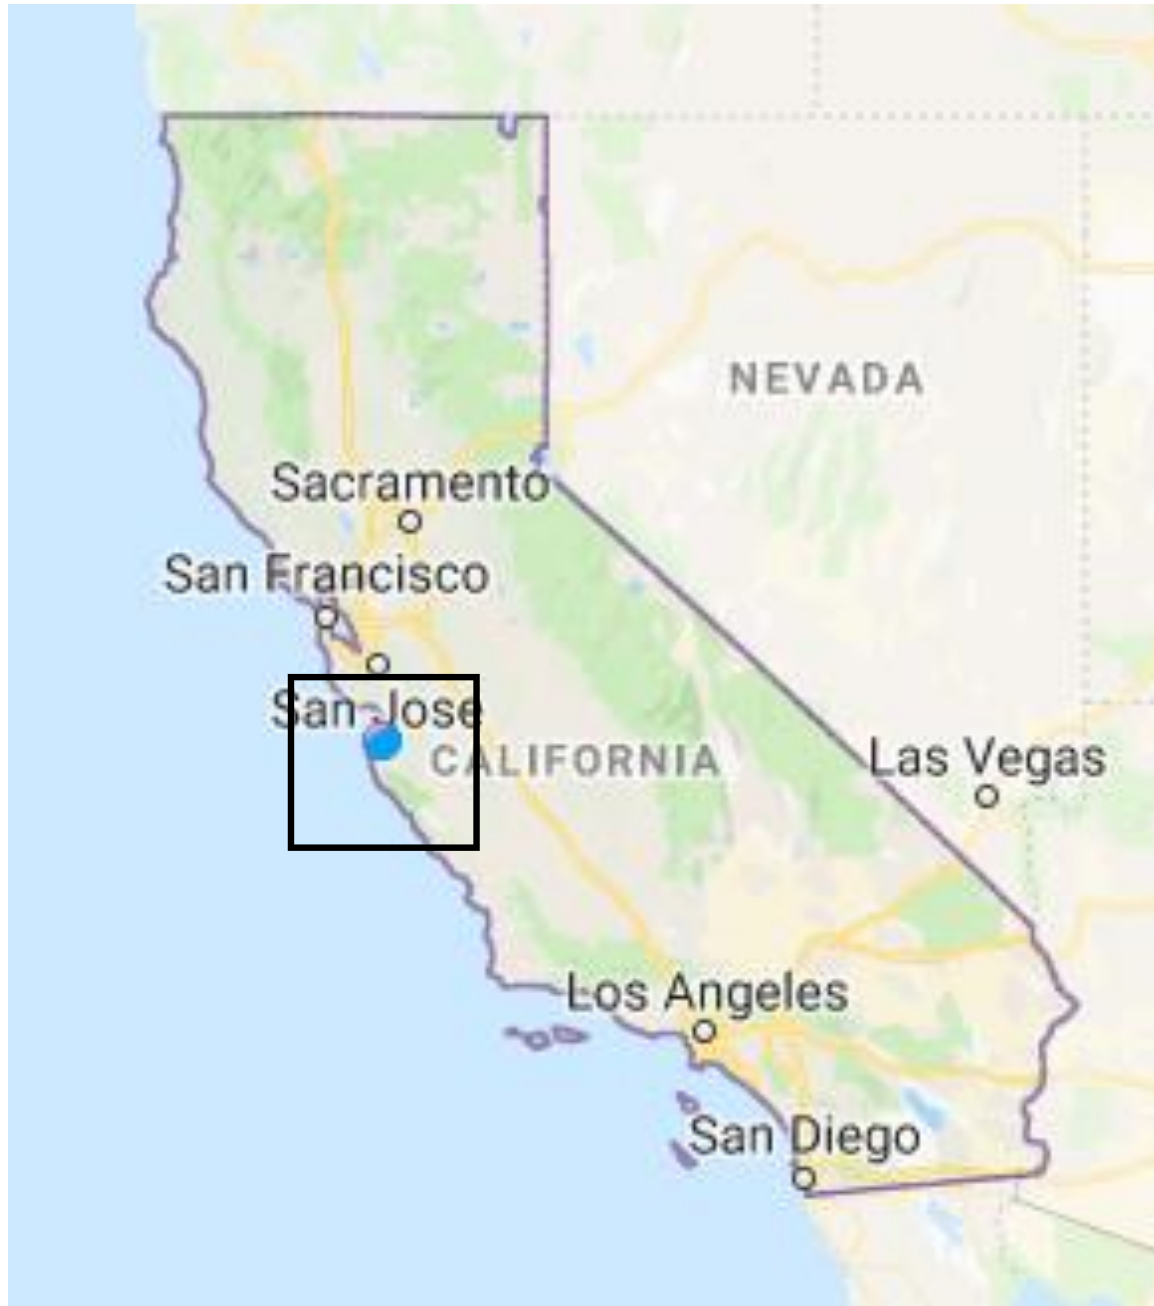 NEVADA
Sacramento
San Francisco
San Jose
CALIFORNIA
Las Vegas
Los Angeles
San Diego